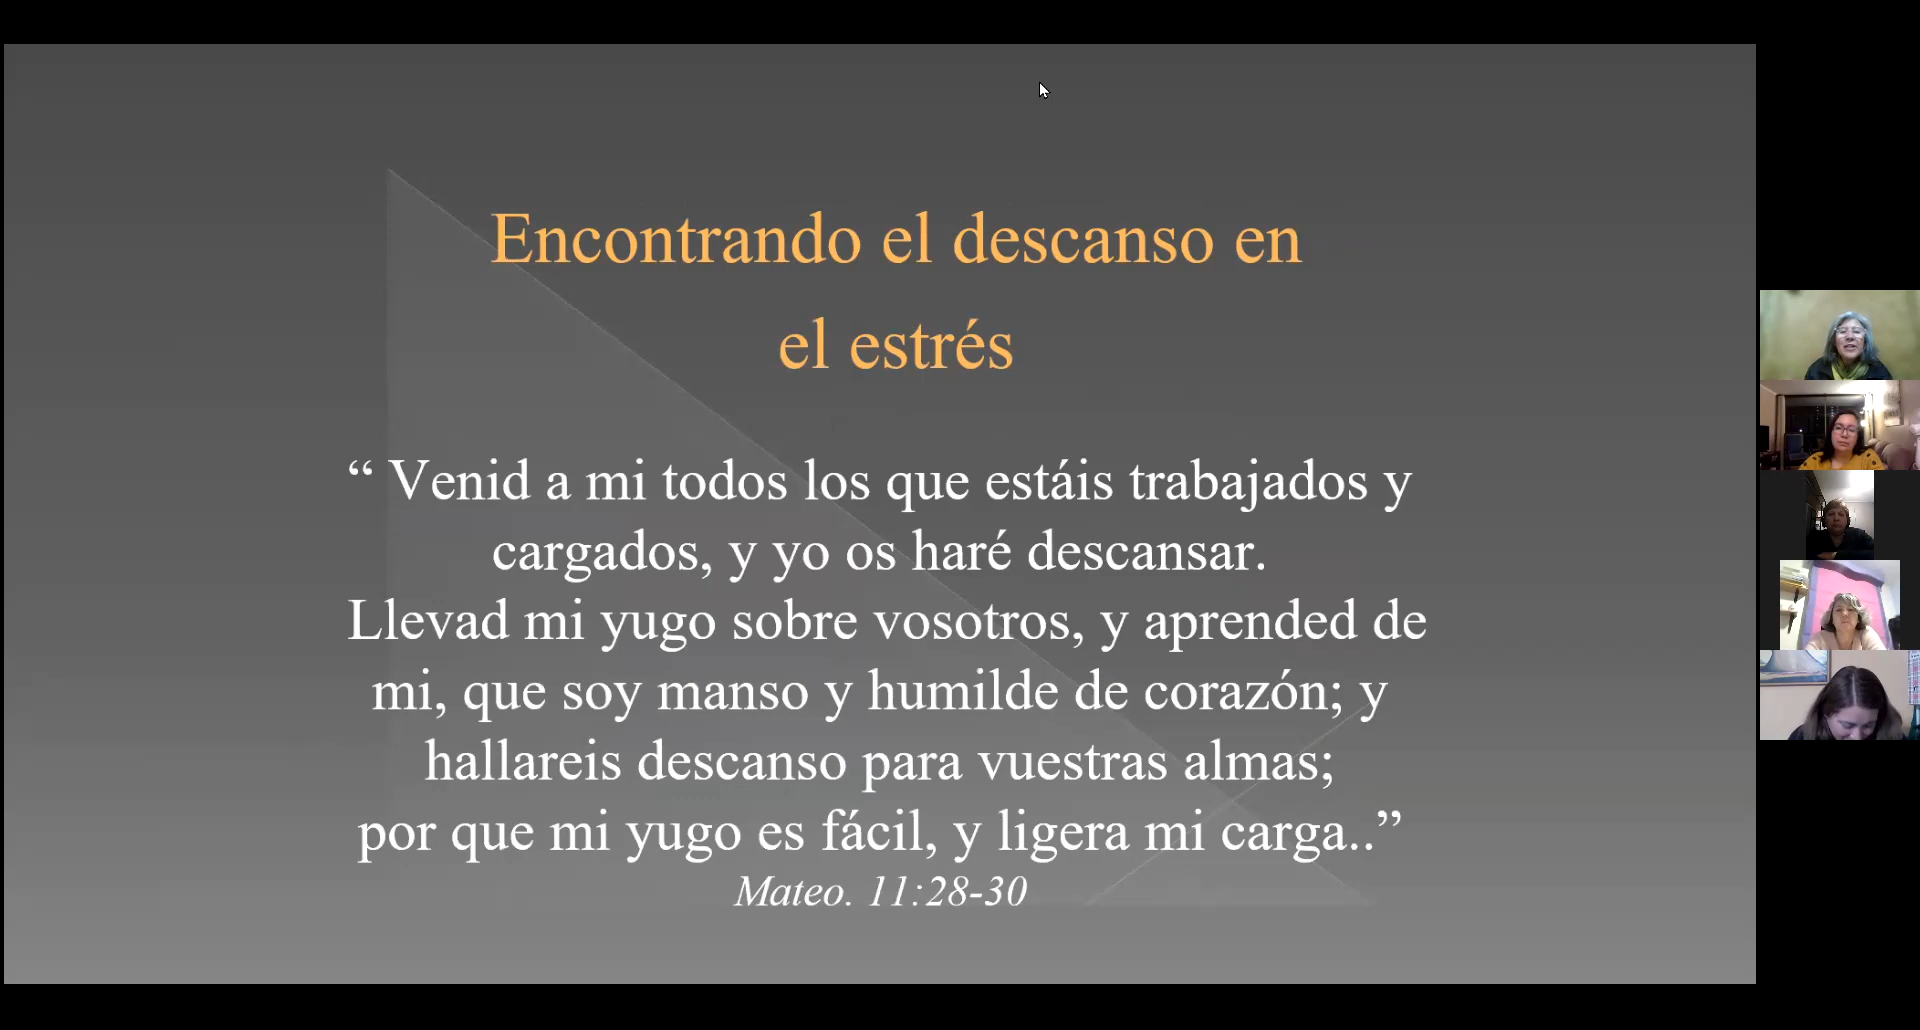 Encontrando el descanso en
el estrés
“ Venid a mi todos los que estáis trabajados y
cargados, y yo os haré descansar.
Llevad mi yugo sobre vosotros, y aprended de
mi, que soy manso y humilde de corazón; y
hallareis descanso para vuestras almas;
por que mi yugo es fácil, y ligera mi carga..”
Mateo. 11:28-30